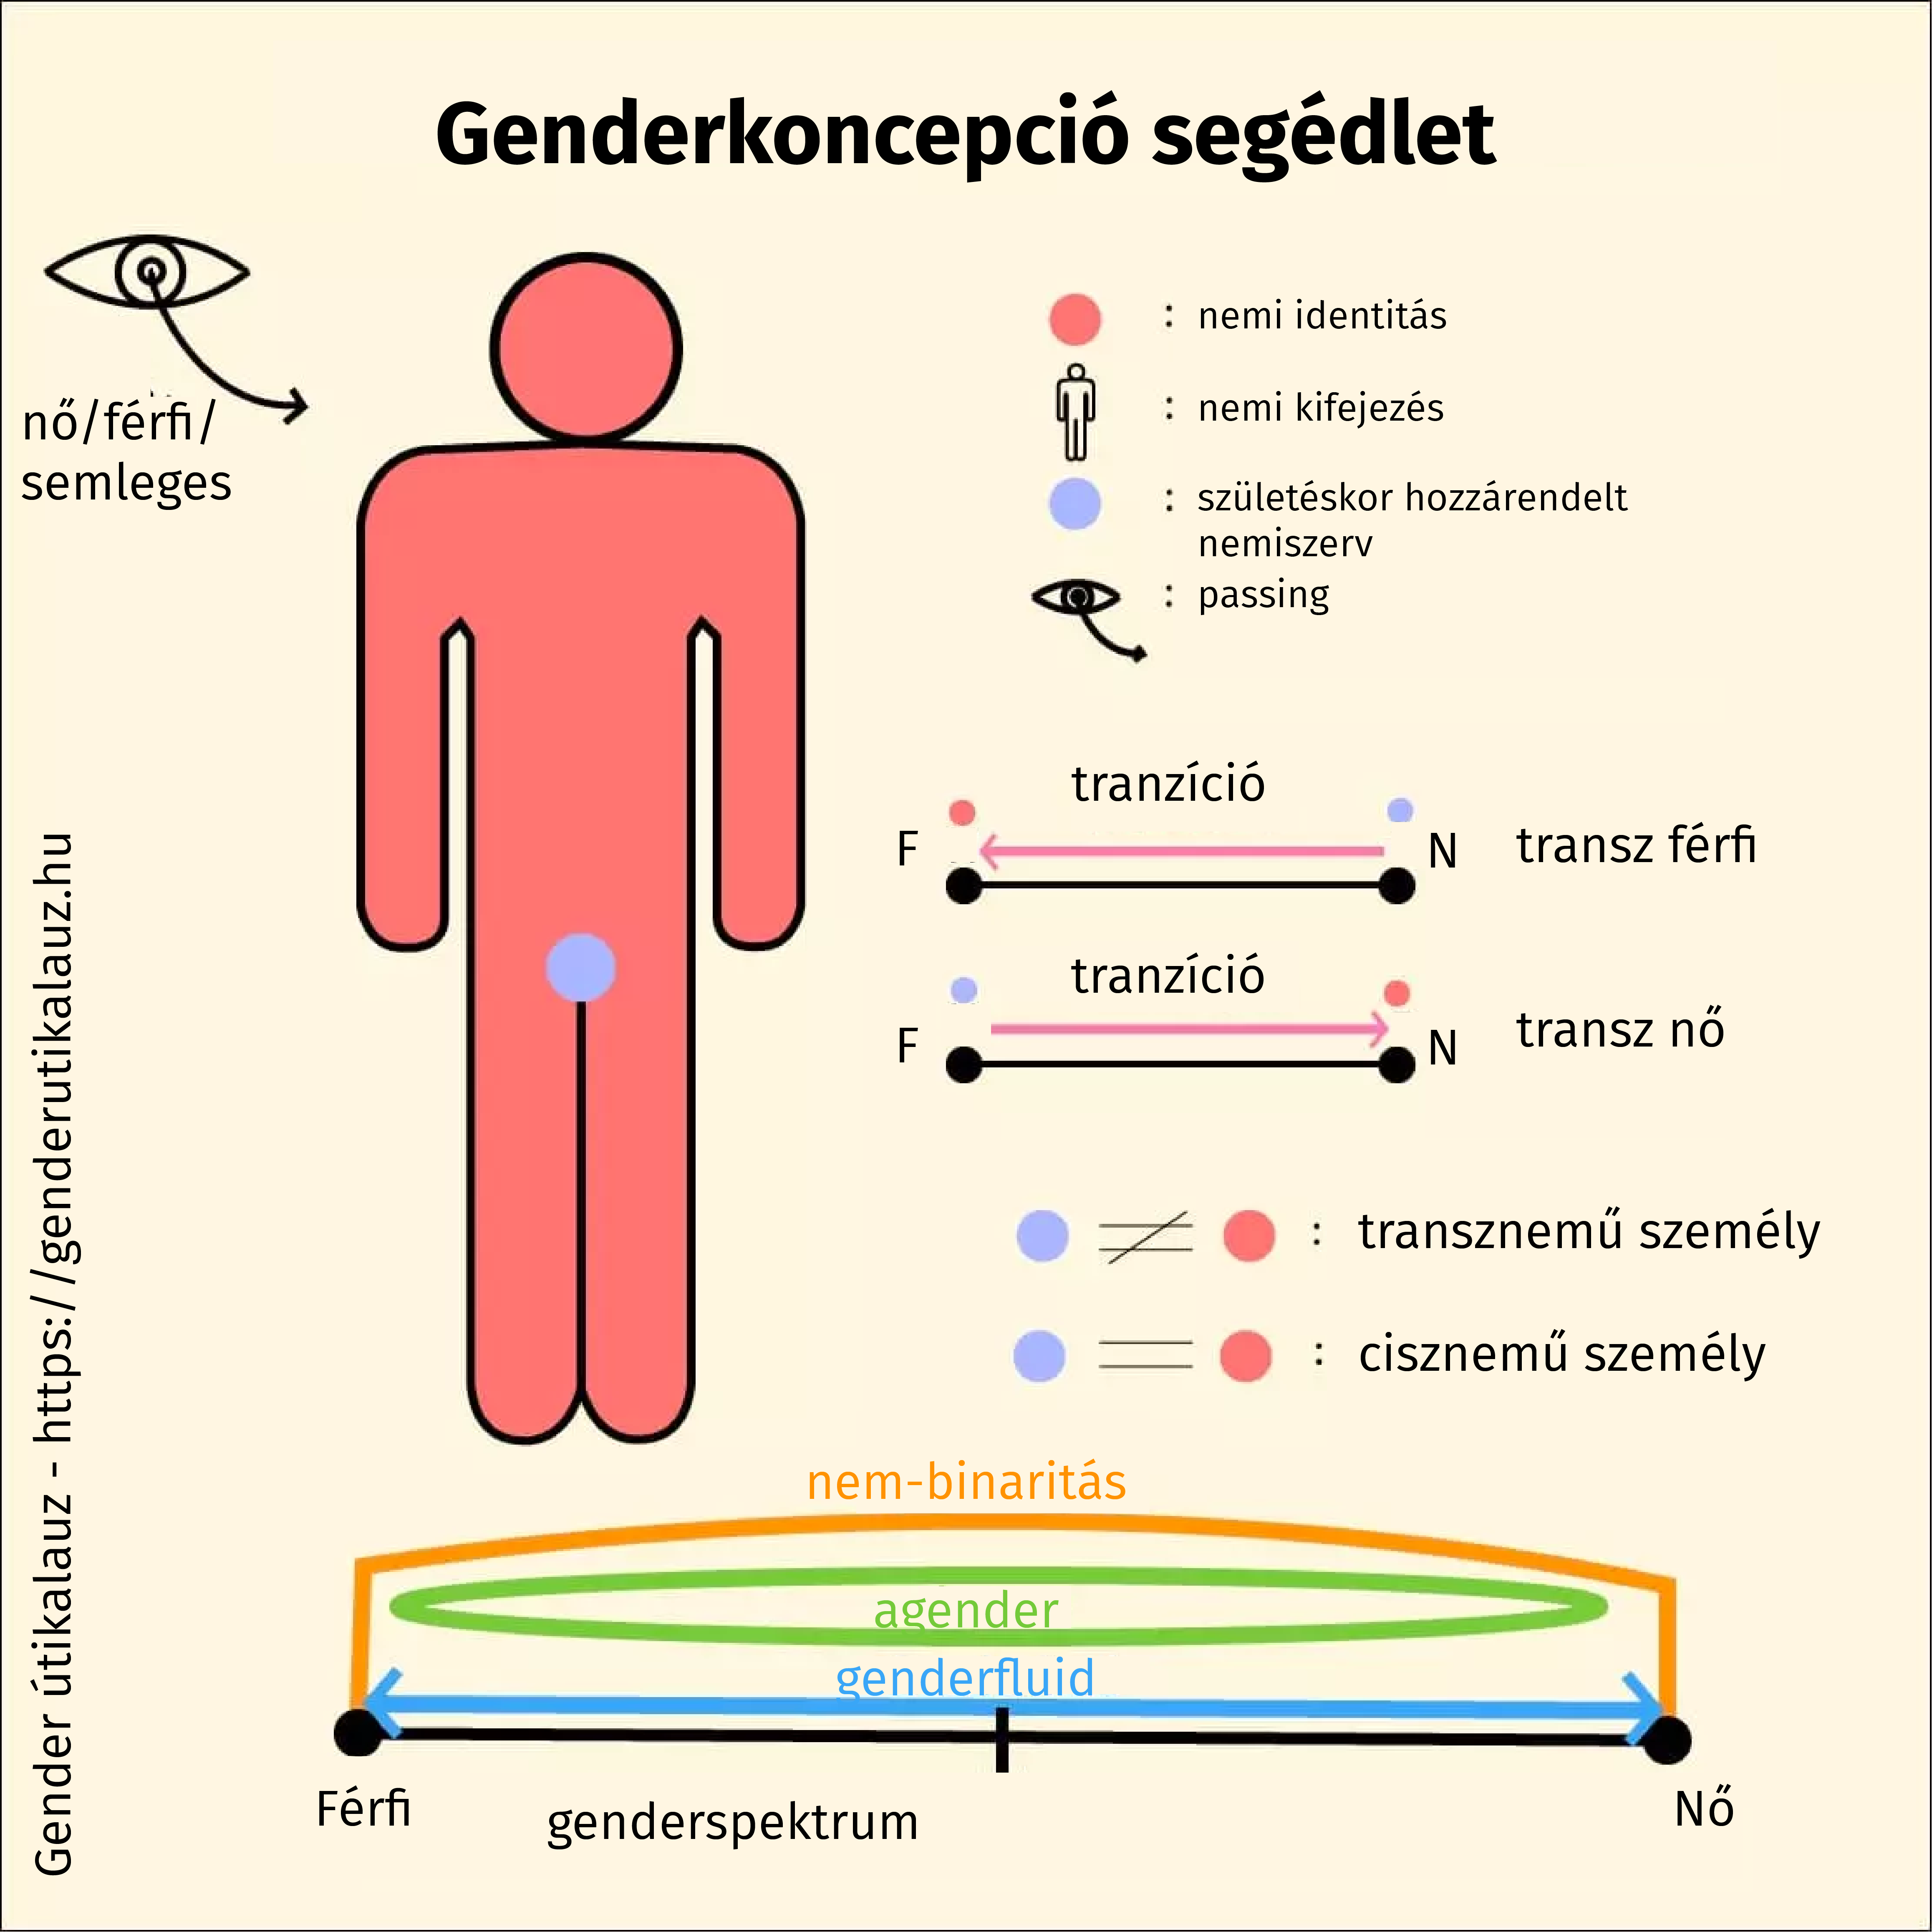 Genderkoncepció segédlet
nő/férfi/
semleges
: nemi identitás
: nemi kifejezés
: születéskor hozzárendelt
nemiszerv
: passing
tranzíció
F
N
transz férfi
tranzíció
F
N
transz nő
: transznemű személy
: cisznemű személy
nem-binaritás
agender
genderfluid
Férfi
genderspektrum
Nő
Gender útikalauz - https://genderutikalauz.hu